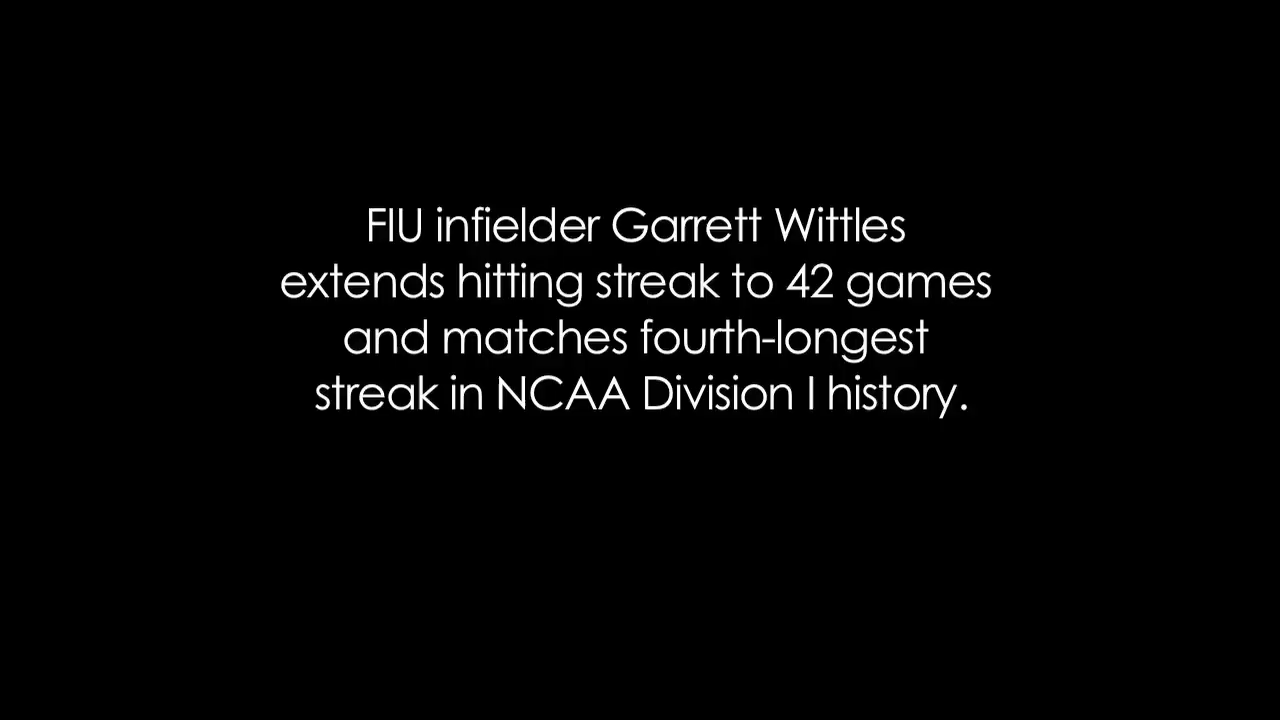 FIU infielder Garrett Wittles
extends hitting streak to 42 games
and matches fourth-longest
streak in NCAA Division I history.